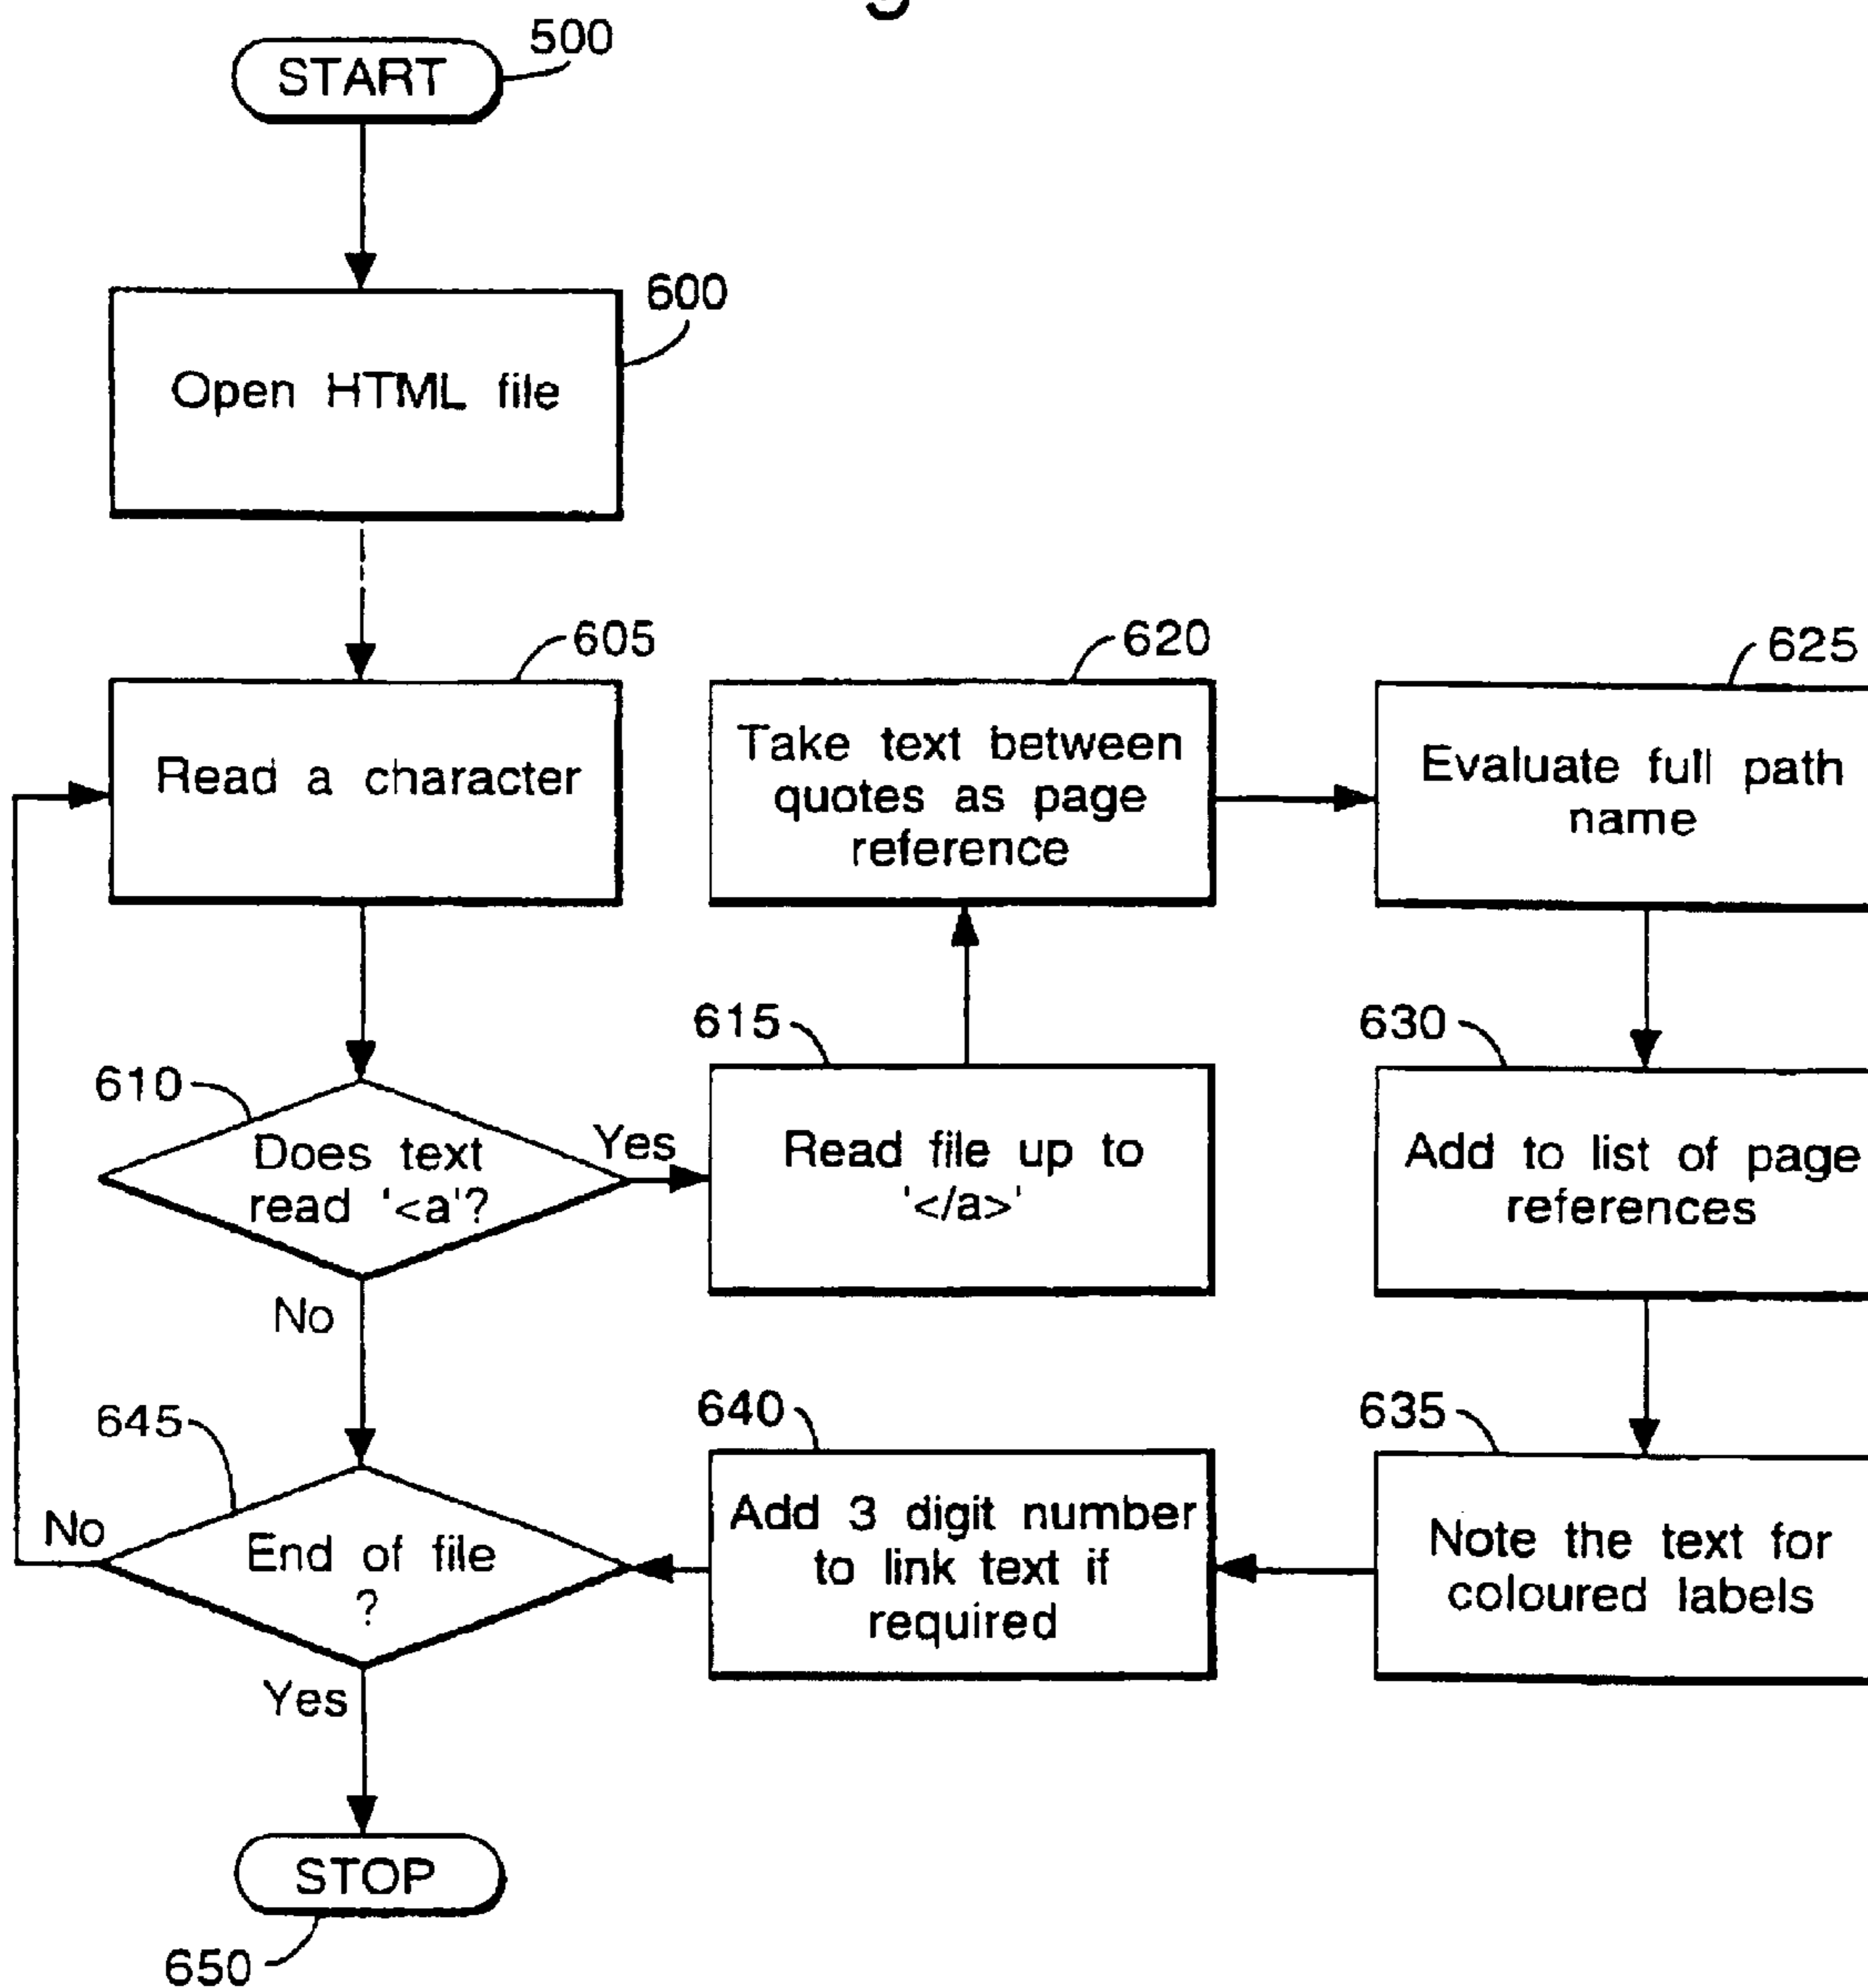 START
500
Open HTML file
600
605
Read a character
620
Take text between
quotes as page
reference
625
Evaluate full path
name
610
Does text
read '<a'?
Yes
No
615
Read file up to
'</a>'
630
Add to list of page
references
635
Note the text for
coloured labels
640
Add 3 digit number
to link text if
required
645
End of file
?
No
Yes
STOP
650